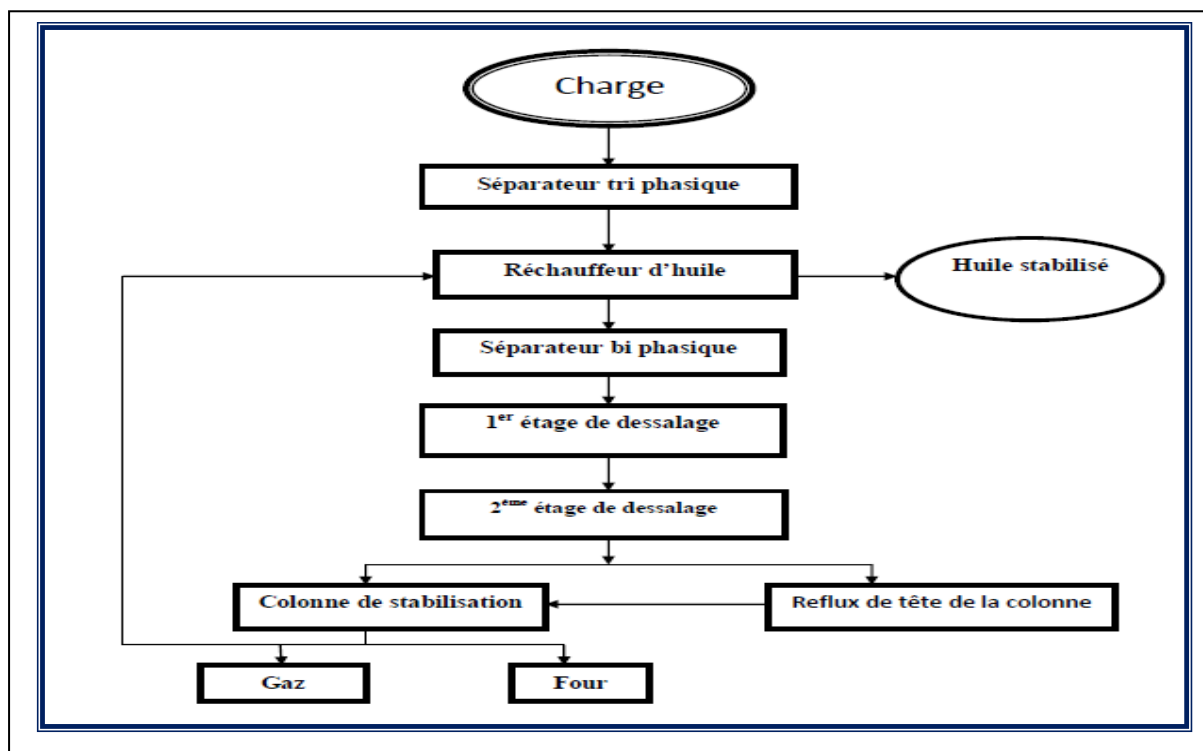 Charge
Séparateur tri phasique
Réchauffeur d'huile
Huile stabilisé
Séparateur bi phasique
1er étage de dessalage
2ème étage de dessalage
Colonne de stabilisation
Reflux de tête de la colonne
Gaz
Four